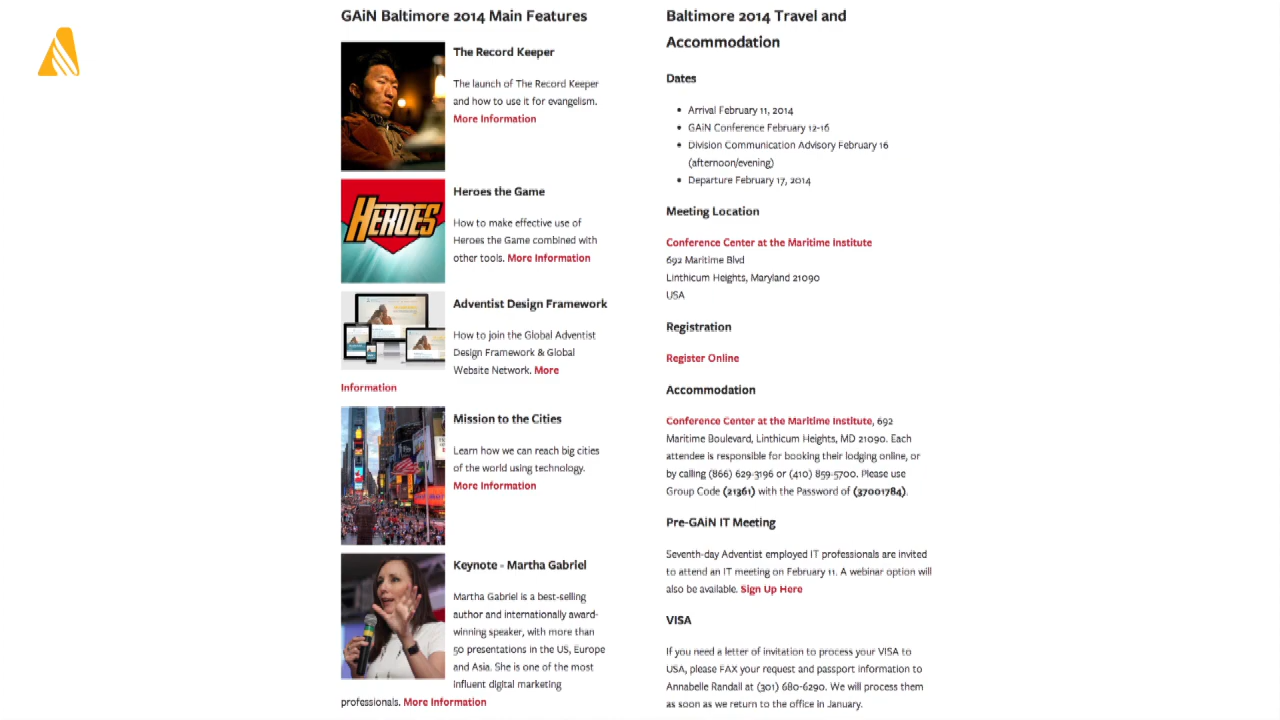 GAiN Baltimore 2014 Main Features
The Record Keeper
The launch of The Record Keeper
and how to use it for evangelism.
More Information
HEROES
Heroes the Game
How to make effective use of
Heroes the Game combined with
other tools. More Information
Adventist Design Framework
How to join the Global Adventist
Design Framework & Global
Website Network. More
Information
Mission to the Cities
Learn how we can reach big cities
of the world using technology.
More Information
Keynote - Martha Gabriel
Martha Gabriel is a best-selling
author and internationally award-
winning speaker, with more than
50 presentations in the US, Europe
and Asia. She is one of the most
influent digital marketing
professionals. More Information
Baltimore 2014 Travel and
Accommodation
Dates
Arrival February 11, 2014
GAiN Conference February 12-16
Division Communication Advisory February 16
(afternoon/evening)
Departure February 17, 2014
Meeting Location
Conference Center at the Maritime Institute
692 Maritime Blvd
Linthicum Heights, Maryland 21090
USA
Registration
Register Online
Accommodation
Conference Center at the Maritime Institute, 692
Maritime Boulevard, Linthicum Heights, MD 21090. Each
attendee is responsible for booking their lodging online, or
by calling (866) 629-3196 or (410) 859-5700. Please use
Group Code (21361) with the Password of (37001784).
Pre-GAiN IT Meeting
Seventh-day Adventist employed IT professionals are invited
to attend an IT meeting on February 11. A webinar option will
also be available. Sign Up Here
VISA
If you need a letter of invitation to process your VISA to
USA, please FAX your request and passport information to
Annabelle Randall at (301) 680-6290. We will process them
as soon as we return to the office in January.